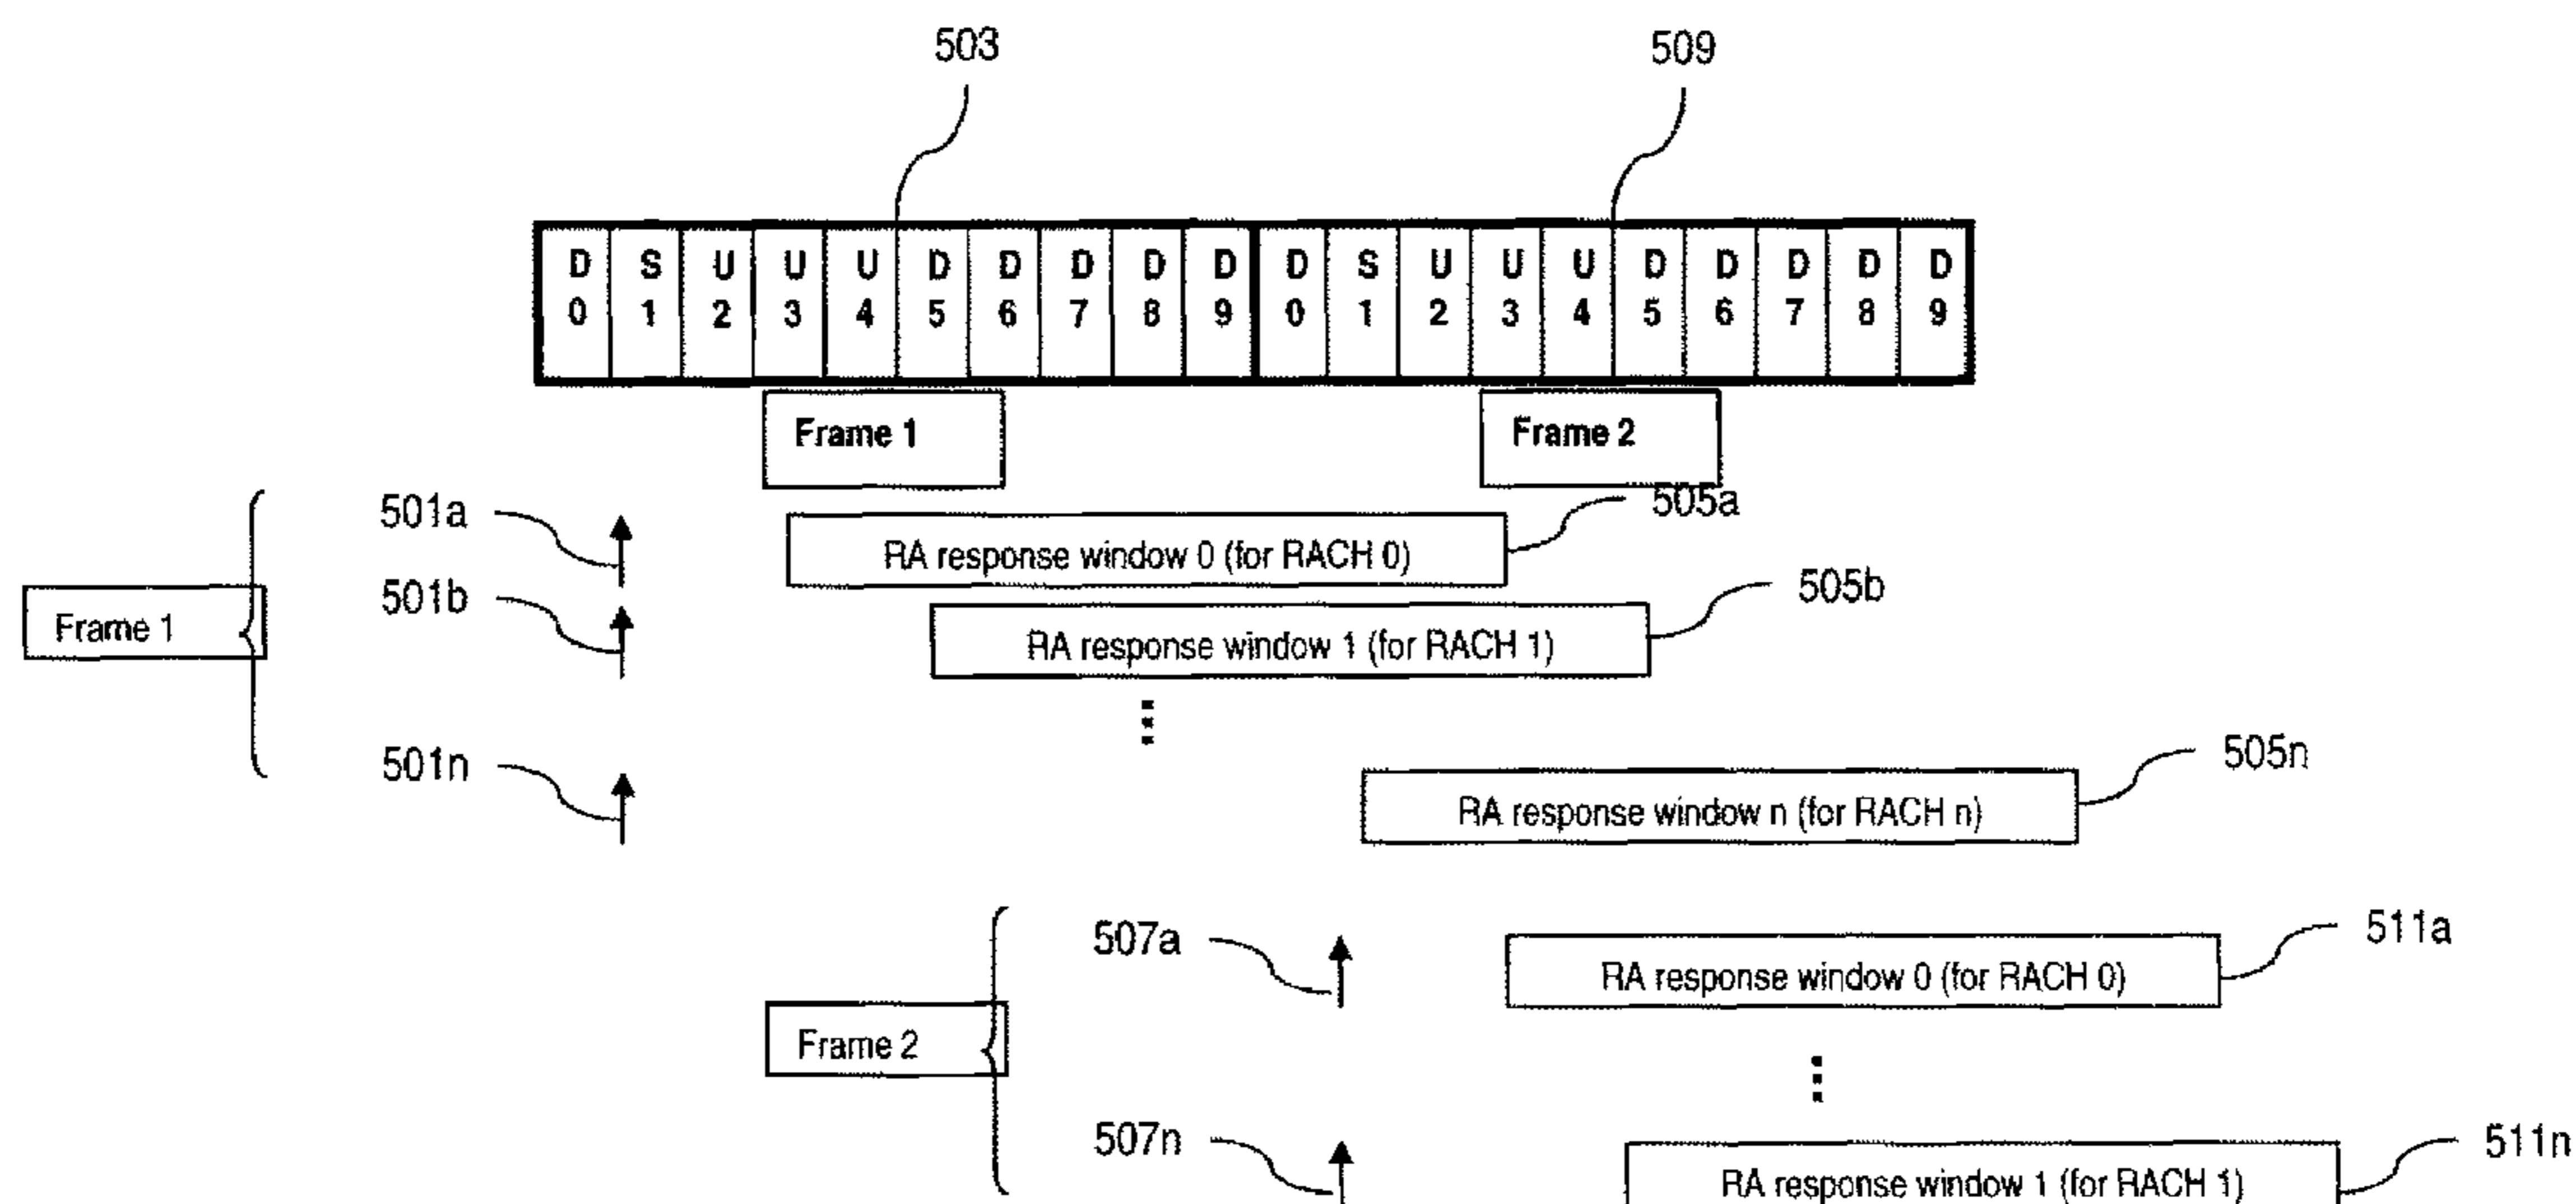 503 509
D S U U U D D D D D D S U U U D D D D D
0 1 2 3 4 5 6 7 8 9 0 1 2 3 4 5 6 7 8 9
Frame 1 Frame 2
501a RA response window 0 (for RACH 0) 505a
Frame 1 501b RA response window 1 (for RACH 1) 505b
501n RA response window n (for RACH n) 505n
507a RA response window 0 (for RACH 0) 511a
Frame 2
507n RA response window 1 (for RACH 1) 511n